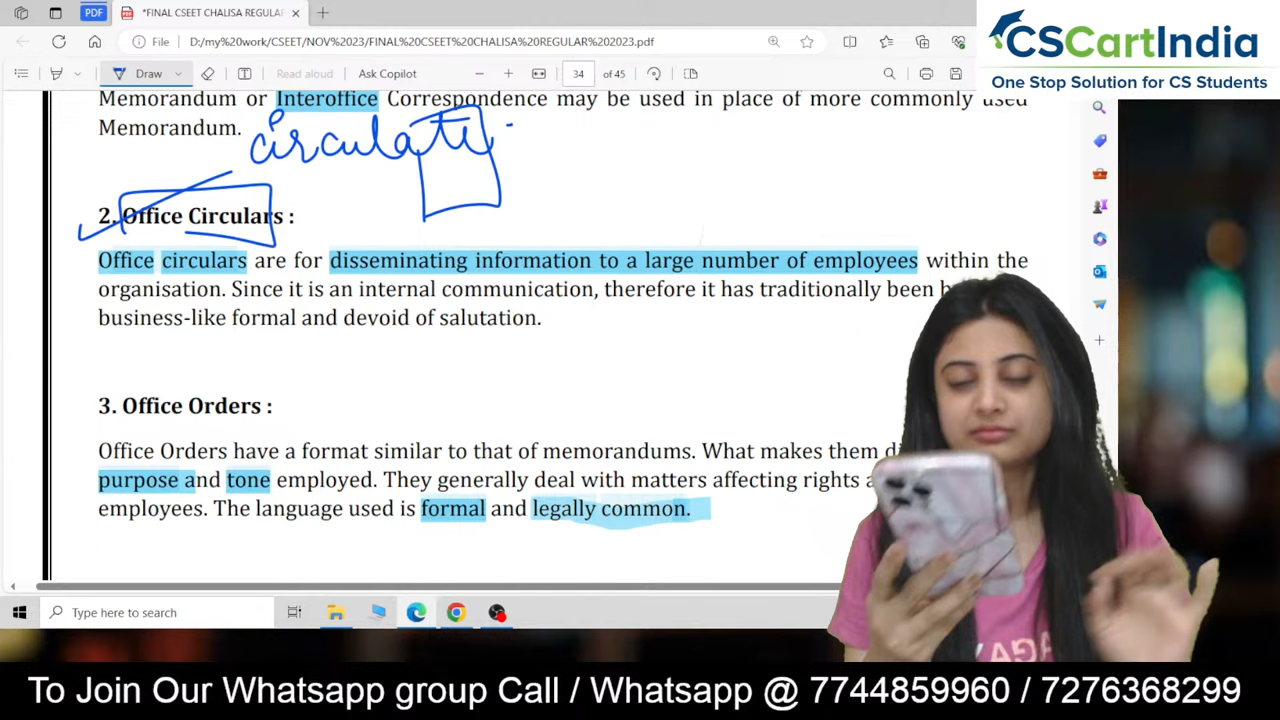 PDF
*FINAL CSEET CHALISA REGULAR
CSCartIndia
One Stop Solution for CS Students
File
D:/my%20work/CSEET/NOV%2023/FINAL%20CSEET%20CHALISA%20REGULAR%202023.pdf
Draw
Read aloud
Ask Copilot
34
of 45
Memorandum or Interoffice Correspondence may be used in place of more commonly used
Memorandum.
2. Office Circulars :
Office circulars are for disseminating information to a large number of employees within the
organisation. Since it is an internal communication, therefore it has traditionally been
business-like formal and devoid of salutation.
3. Office Orders :
Office Orders have a format similar to that of memorandums. What makes them
purpose and tone employed. They generally deal with matters affecting rights
employees. The language used is formal and legally common.
Type here to search
To Join Our Whatsapp group Call / Whatsapp @ 7744859960 / 7276368299